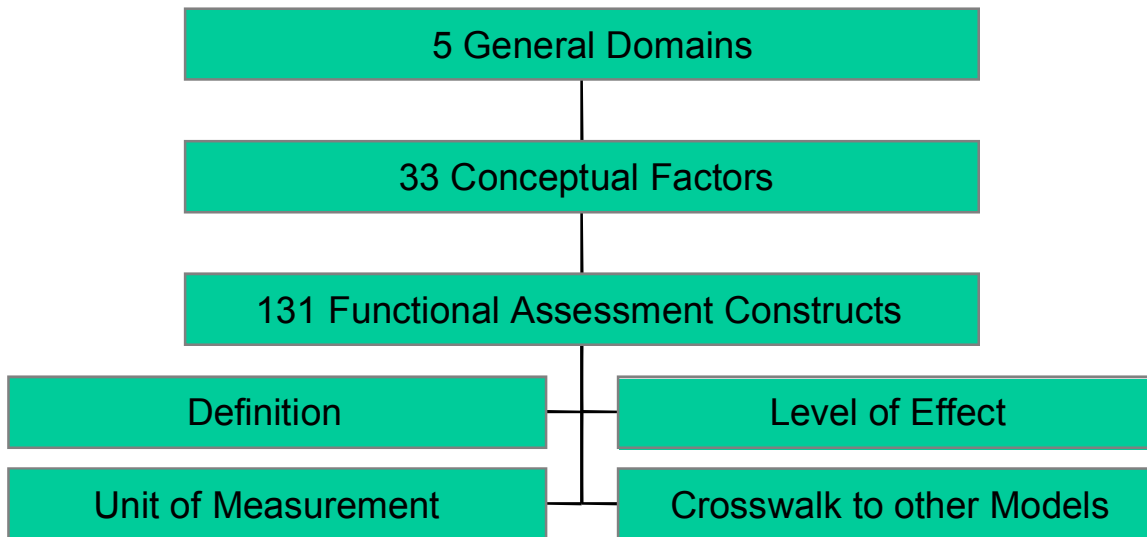 5 General Domains
33 Conceptual Factors
131 Functional Assessment Constructs
Definition
Level of Effect
Unit of Measurement
Crosswalk to other Models